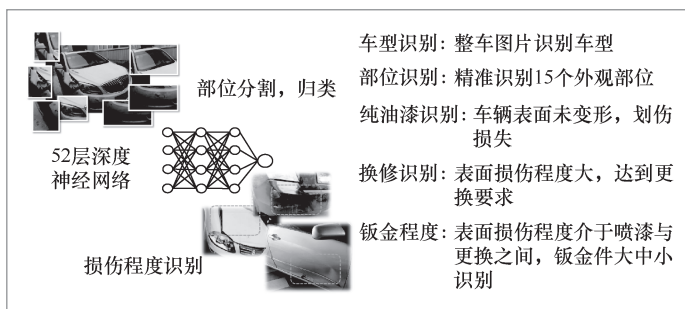 部位分割，归类
52层深度
神经网络
损伤程度识别
车型识别：整车图片识别车型
部位识别：精准识别15个外观部位
纯油漆识别：车辆表面未变形，划伤
损失
换修识别：表面损伤程度大，达到更
换要求
钣金程度：表面损伤程度介于喷漆与
更换之间，钣金件大中小
识别